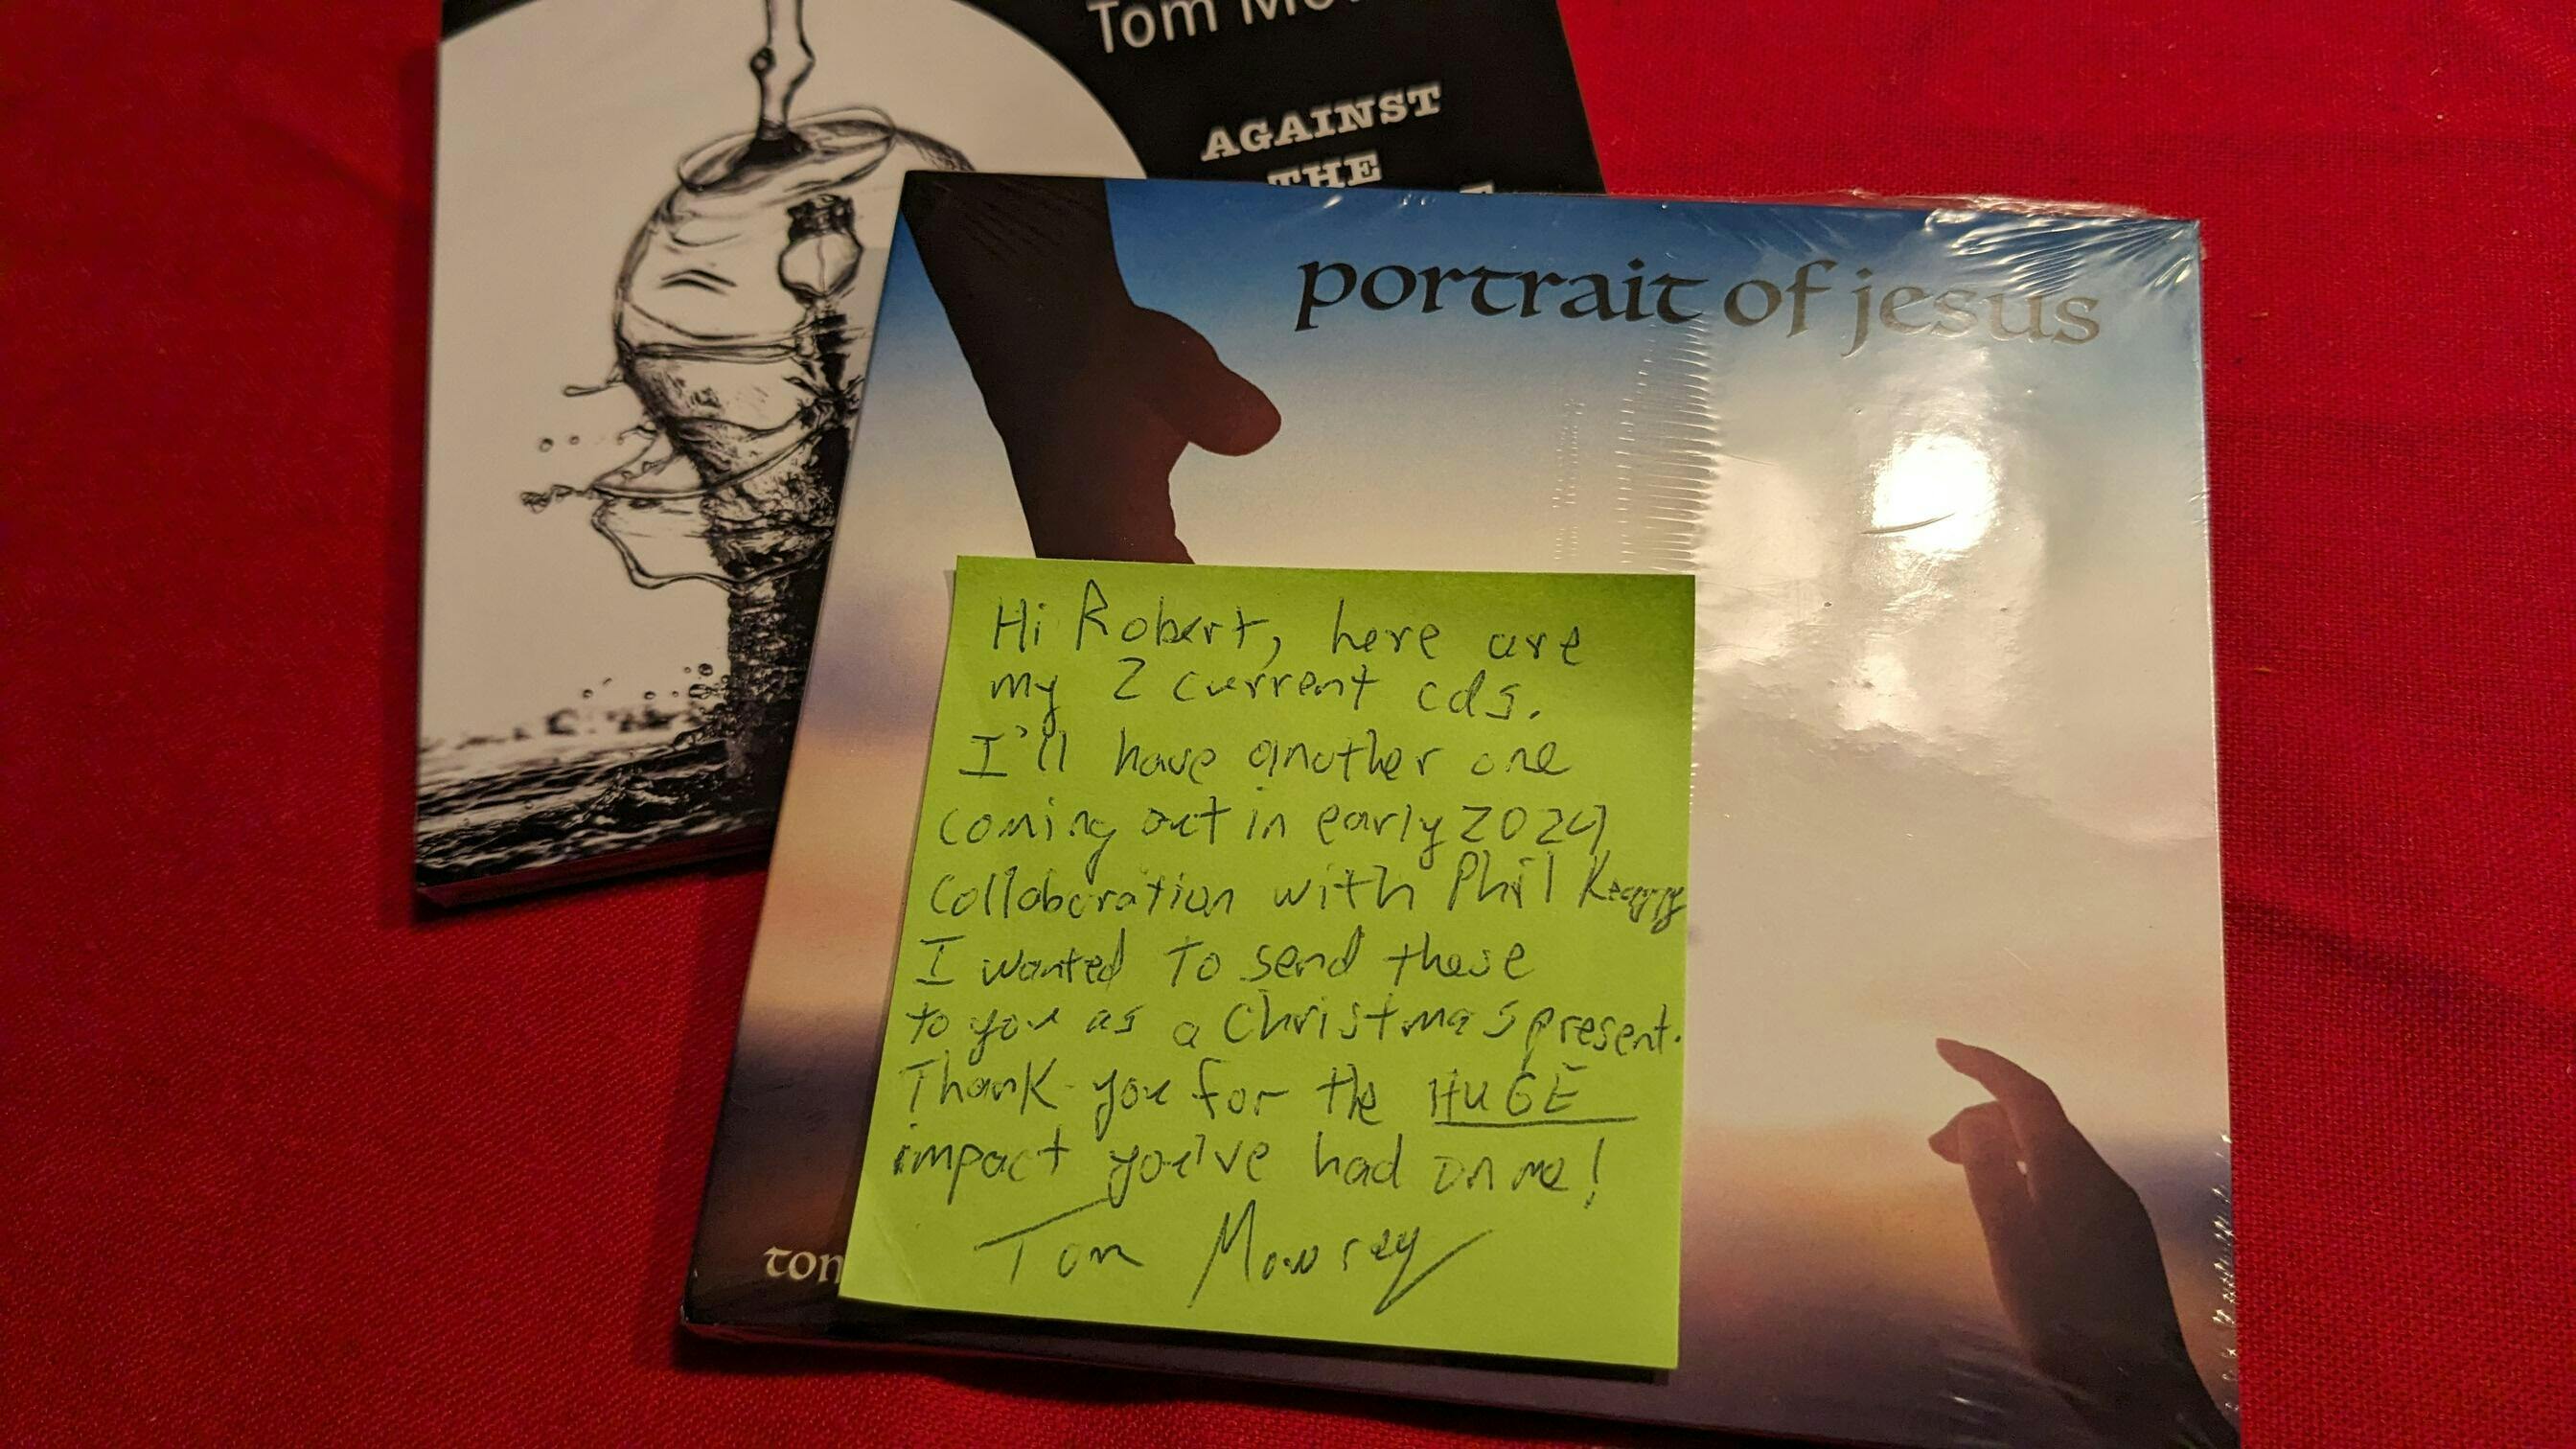 Tom
AGAINST
THE
portrait of jesus
Hi Robert, here are
my 2 current cds.
I'll have another one
coming out in early 2024
Collaboration with Phil Keaggy
I wanted to send these
to you as a Christmas present.
Thank you for the HUGE
impact you've had on me!
Tom Mowrey